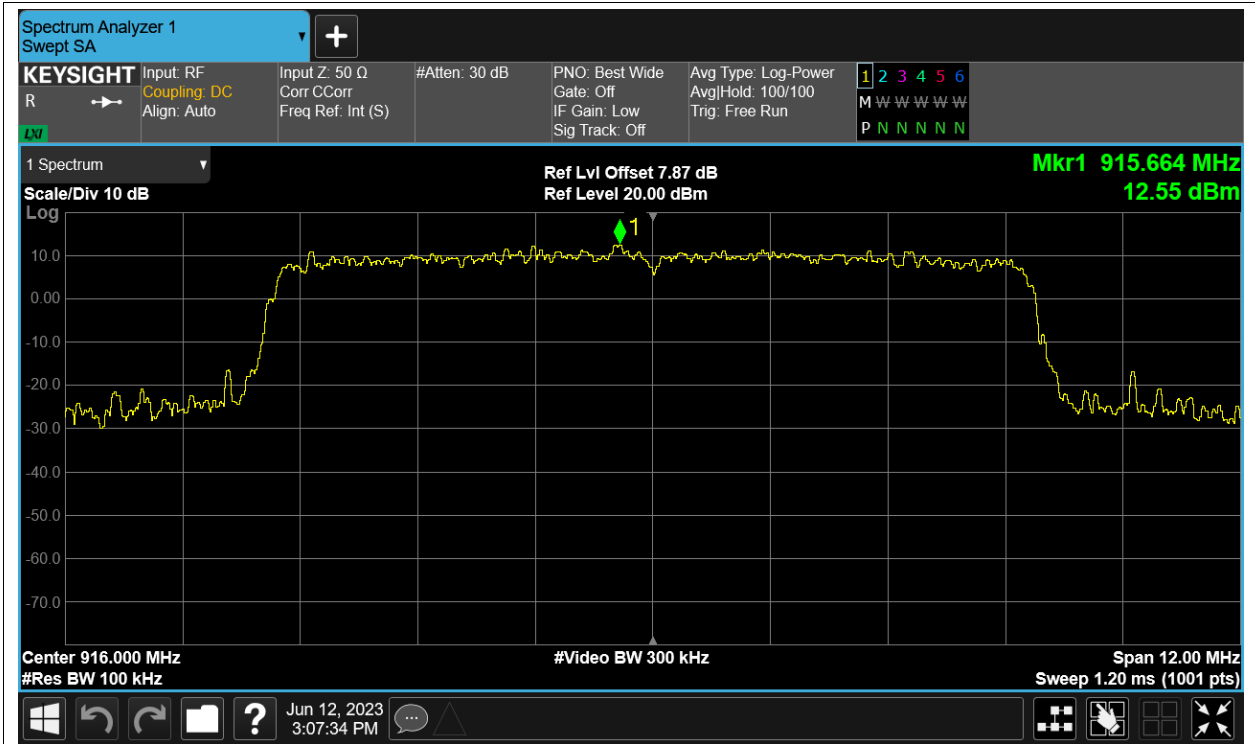 Spectrum Analyzer 1
Swept SA
KEYSIGHT
R
LXI
Input: RF
Coupling: DC
Align: Auto
Input Z: 50 Ω
Corr CCorr
Freq Ref: Int (S)
#Atten: 30 dB
PNO: Best Wide
Gate: Off
IF Gain: Low
Sig Track: Off
Avg Type: Log-Power
Avg|Hold: 100/100
Trig: Free Run
1 2 3 4 5 6
M W W W W W W
P N N N N N N
1 Spectrum
Scale/Div 10 dB
Log
Ref Lvl Offset 7.87 dB
Ref Level 20.00 dBm
Mkr1 915.664 MHz
12.55 dBm
1
10.0
0.00
-10.0
-20.0
-30.0
-40.0
-50.0
-60.0
-70.0
Center 916.000 MHz
#Video BW 300 kHz
Span 12.00 MHz
#Res BW 100 kHz
Sweep 1.20 ms (1001 pts)
?
Jun 12, 2023
3:07:34 PM